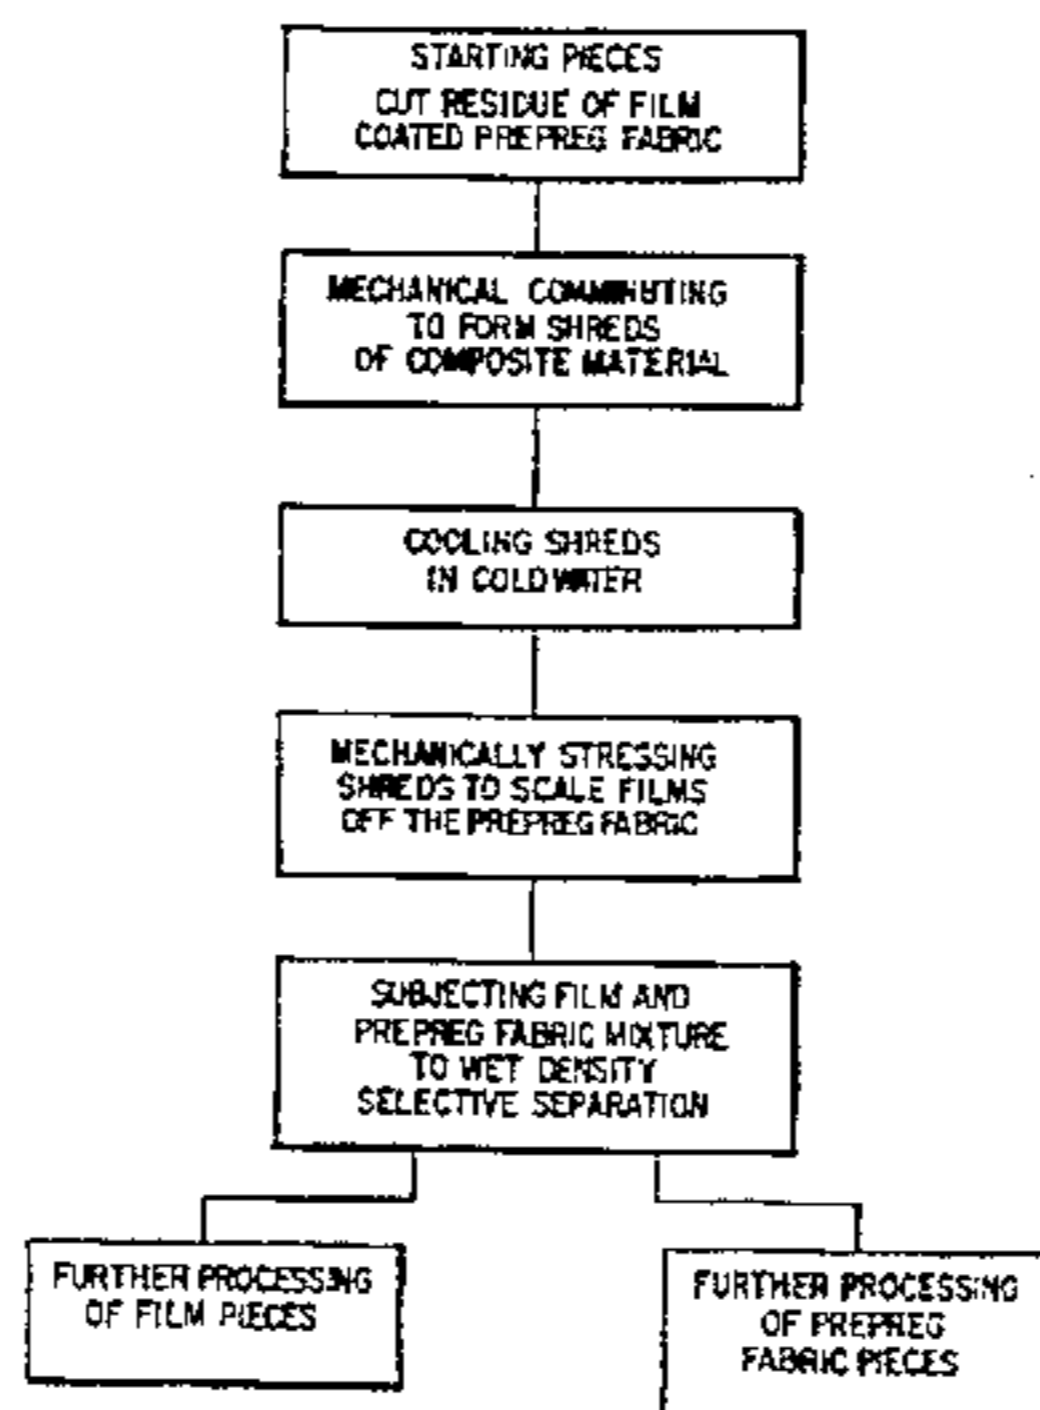 STARTING PIECES
CUT RESIDUE OF FILM
COATED PREPREG FABRIC
MECHANICAL COMMINUTING
TO FORM SHREDS
OF COMPOSITE MATERIAL
COOLING SHREDS
IN COLD WATER
MECHANICALLY STRESSING
SHREDS TO SCALE FILMS
OFF THE PREPREG FABRIC
SUBJECTING FILM AND
PREPREG FABRIC MIXTURE
TO WET DENSITY
SELECTIVE SEPARATION
FURTHER PROCESSING
OF FILM PIECES
FURTHER PROCESSING
OF PREPREG
FABRIC PIECES